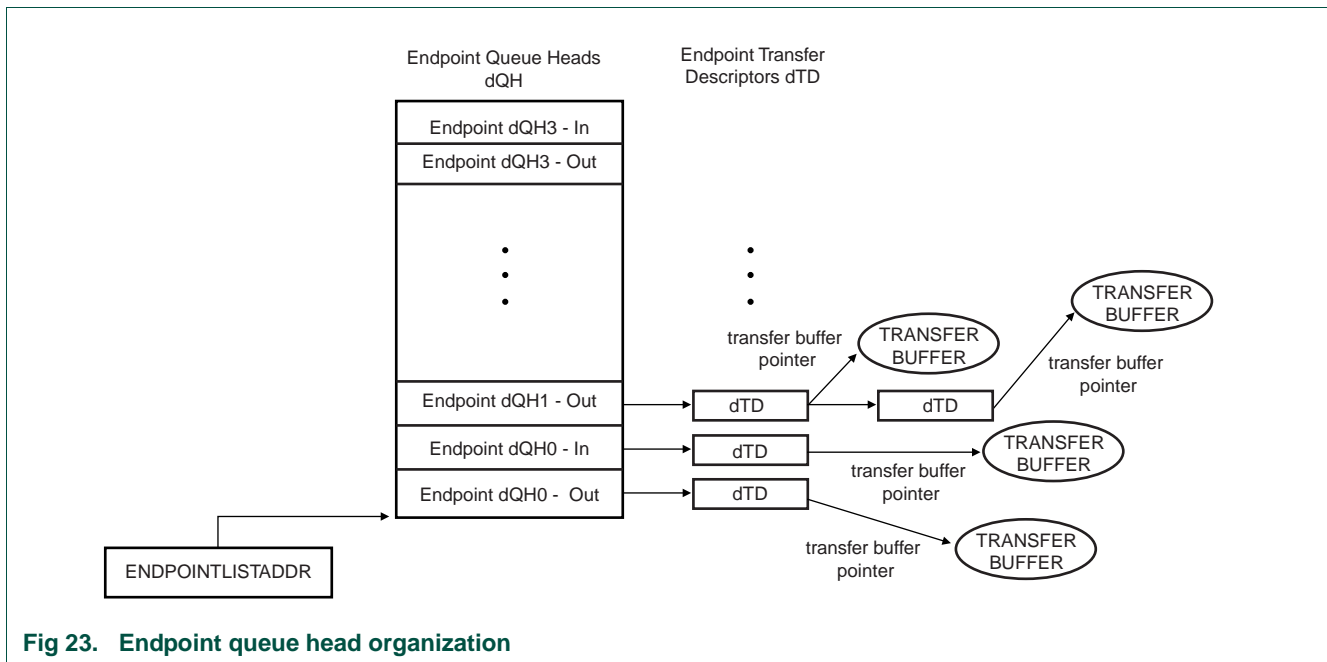 Endpoint Queue Heads
dQH
Endpoint Transfer
Descriptors dTD
Endpoint dQH3 - In
Endpoint dQH3 - Out
TRANSFER
BUFFER
transfer buffer
pointer
TRANSFER
BUFFER
transfer buffer
pointer
Endpoint dQH1 - Out
dTD
dTD
Endpoint dQH0 - In
dTD
TRANSFER
BUFFER
transfer buffer
pointer
Endpoint dQH0 - Out
dTD
transfer buffer
pointer
TRANSFER
BUFFER
ENDPOINTLISTADDR
Fig 23. Endpoint queue head organization